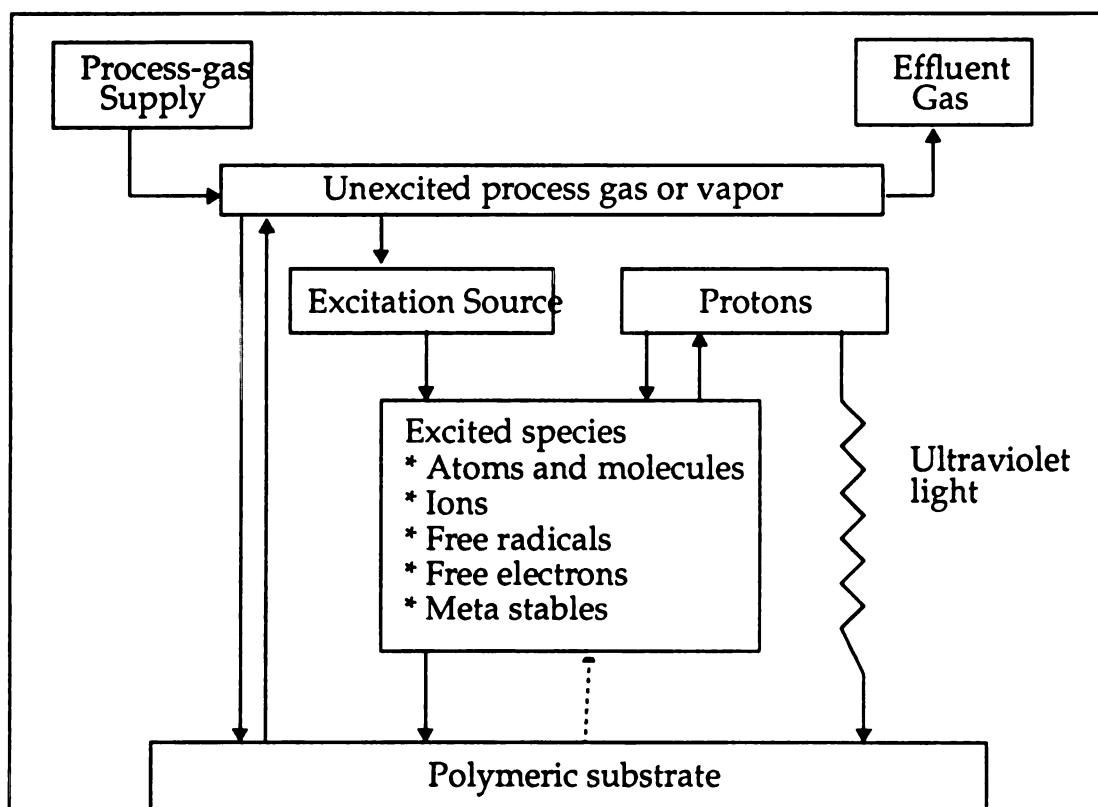 Process-gas
Supply
Effluent
Gas
Unexcited process gas or vapor
Excitation Source
Protons
Excited species
* Atoms and molecules
* Ions
* Free radicals
* Free electrons
* Meta stables
Ultraviolet
light
Polymeric substrate